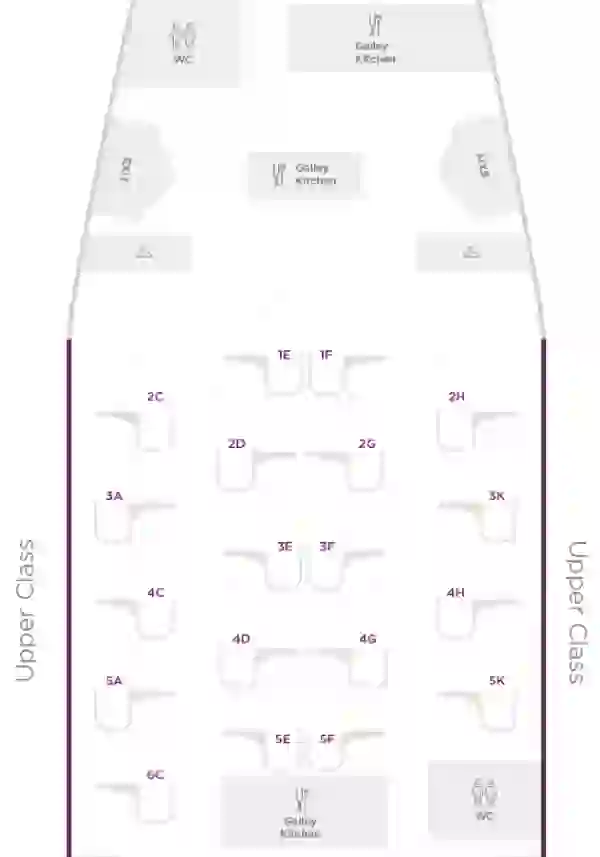 WC
Galley
Kitchen
EXIT
Galley
Kitchen
EXIT
1E 1F
2C 2H
2D 2G
3A 3K
3E 3F
4C 4H
4D 4G
5A 5K
5E 5F
6C
Galley
Kitchen
WC
Upper Class
Upper Class